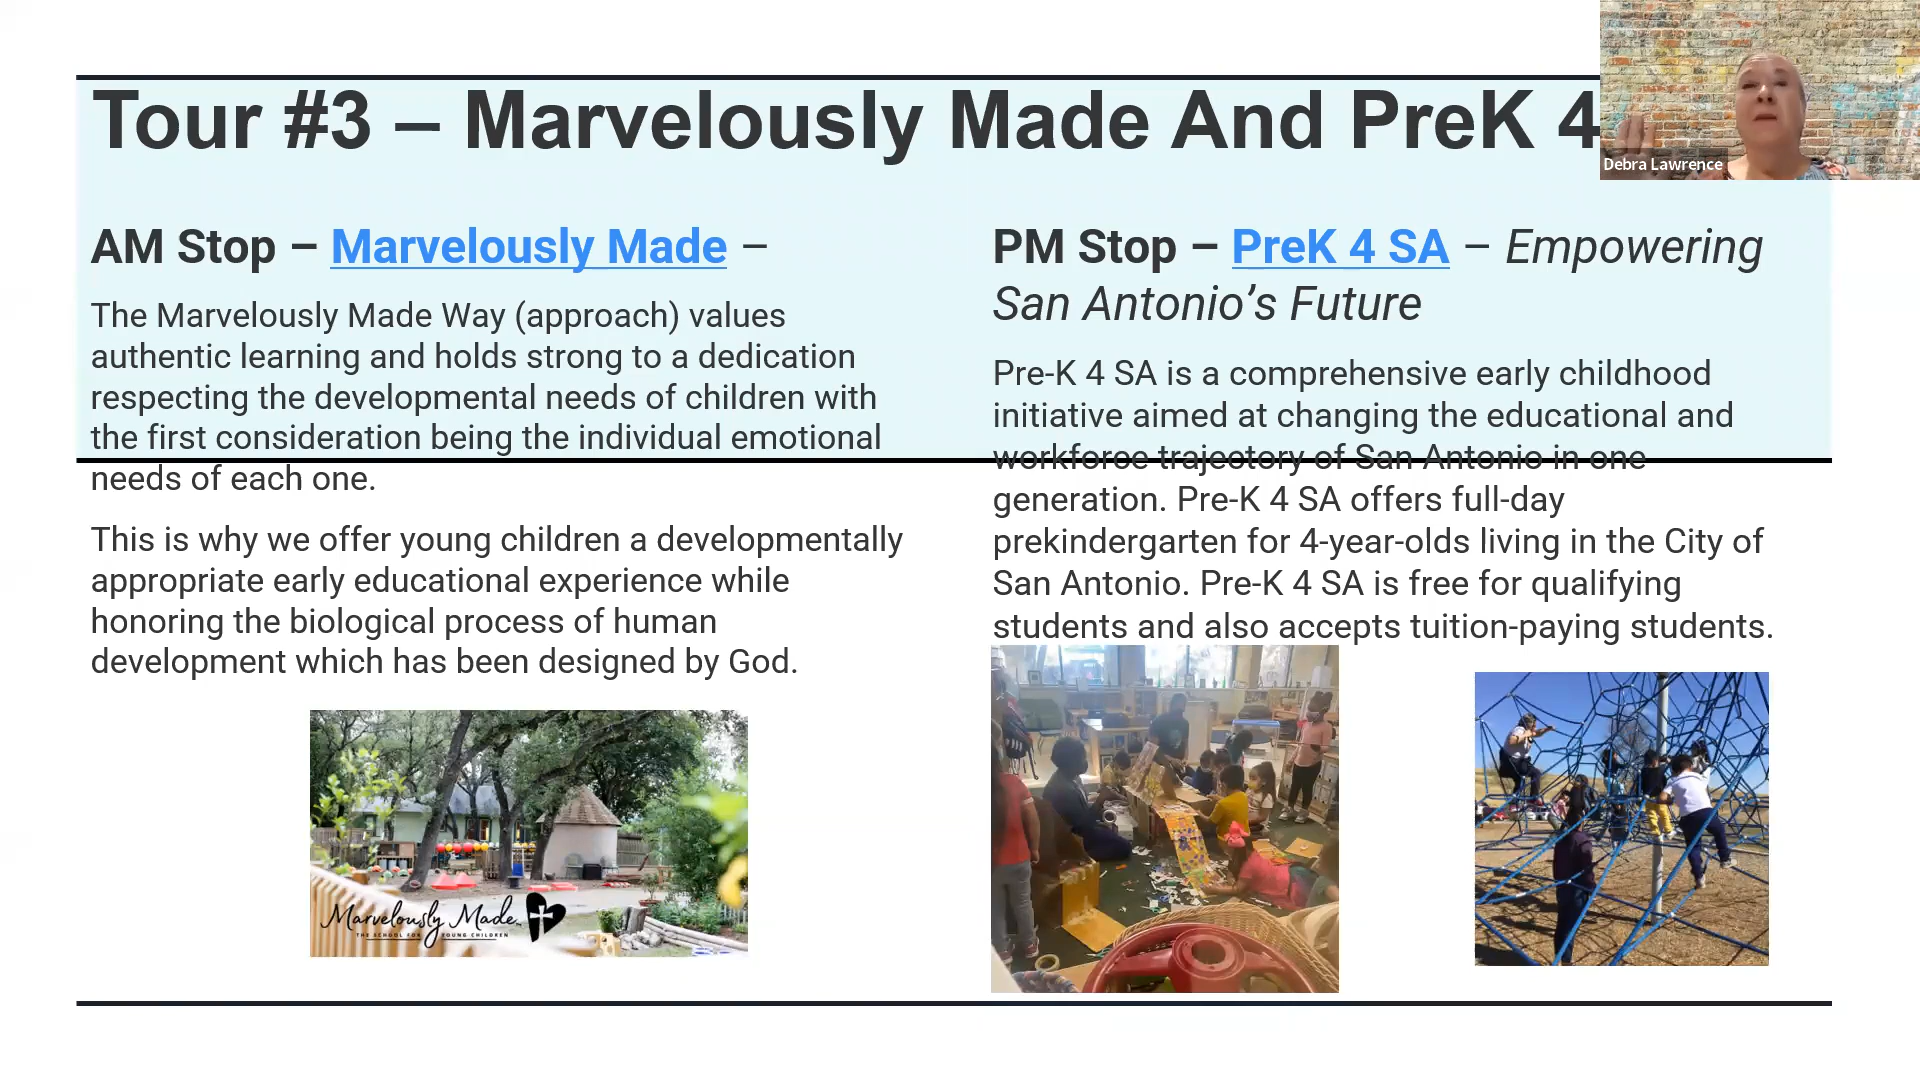 Tour #3 – Marvelously Made And PreK 4
Debra Lawrence
AM Stop – Marvelously Made –
The Marvelously Made Way (approach) values
authentic learning and holds strong to a dedication
respecting the developmental needs of children with
the first consideration being the individual emotional
needs of each one.
This is why we offer young children a developmentally
appropriate early educational experience while
honoring the biological process of human
development which has been designed by God.
Marvelously Made
THE SCHOOL FOR YOUNG CHILDREN
PM Stop – PreK 4 SA – Empowering
San Antonio’s Future
Pre-K 4 SA is a comprehensive early childhood
initiative aimed at changing the educational and
workforce trajectory of San Antonio in one
generation. Pre-K 4 SA offers full-day
prekindergarten for 4-year-olds living in the City of
San Antonio. Pre-K 4 SA is free for qualifying
students and also accepts tuition-paying students.